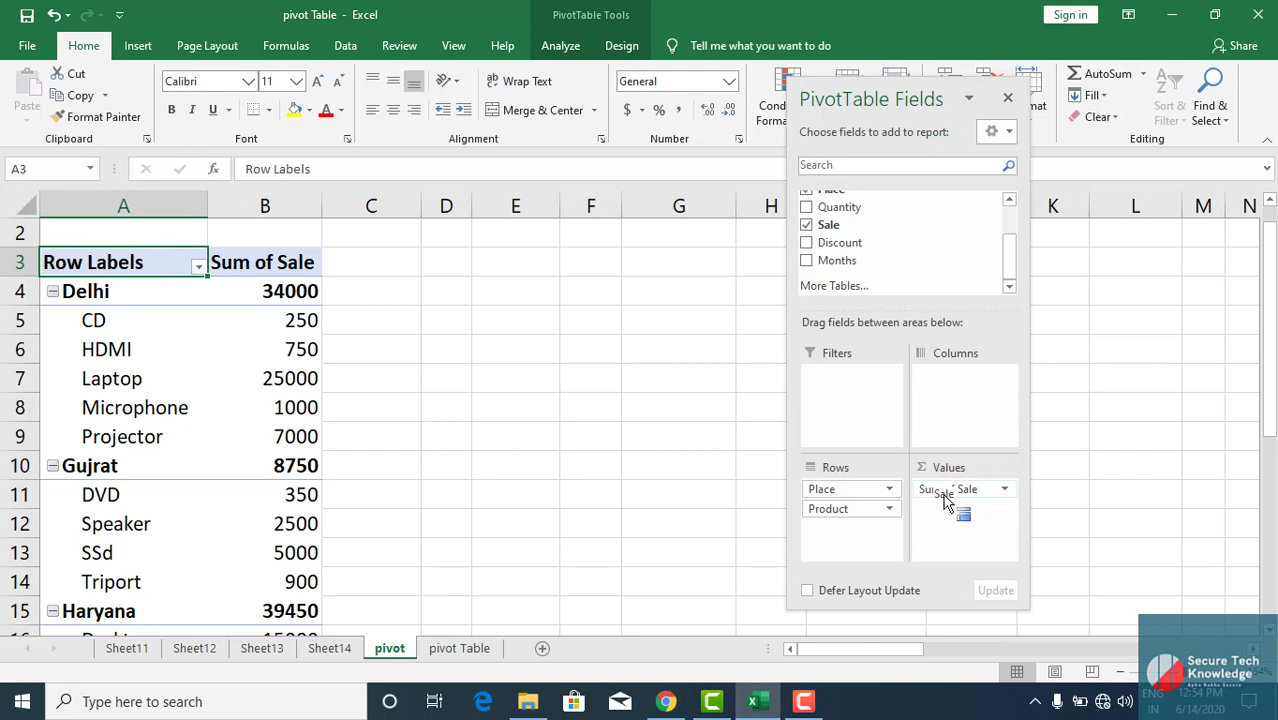 pivot Table - Excel
PivotTable Tools
Sign in
File Home Insert Page Layout Formulas Data Review View Help Analyze Design Tell me what you want to do Share
Paste
Cut
Copy
Format Painter
Clipboard
Calibri 11
B I U
Font
Wrap Text
Merge & Center
Alignment
General
$ %
Number
AutoSum
Fill
Clear
Sort &
Filter
Find &
Select
Editing
A3
Row Labels
A B C D E F G H K L M N
2
3 Row Labels Sum of Sale
4 Delhi 34000
5 CD 250
6 HDMI 750
7 Laptop 25000
8 Microphone 1000
9 Projector 7000
10 Gujrat 8750
11 DVD 350
12 Speaker 2500
13 SSd 5000
14 Triport 900
15 Haryana 39450
PivotTable Fields
Choose fields to add to report:
Search
Place
Quantity
Sale
Discount
Months
More Tables...
Drag fields between areas below:
Filters Columns
Rows Values
Place
Product
Sale
Defer Layout Update Update
Sheet11 Sheet12 Sheet13 Sheet14 pivot pivot Table
Type here to search
ENG
IN
12:54 PM
6/14/2020
Secure Tech
Knowledge